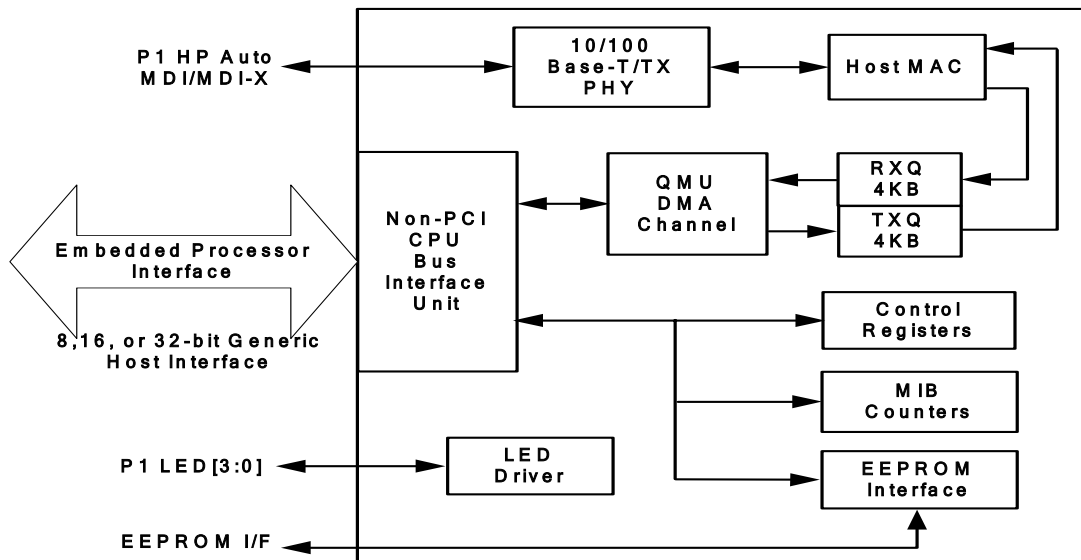 P1 HP Auto
MDI/MDI-X
10/100
Base-T/TX
PHY
Host MAC
RXQ
4KB
TXQ
4KB
QMU
DMA
Channel
Non-PCI
CPU
Bus
Interface
Unit
Embedded Processor
Interface
8,16, or 32-bit Generic
Host Interface
Control
Registers
MIB
Counters
P1 LED[3:0]
LED
Driver
EEPROM
Interface
EEPROM I/F